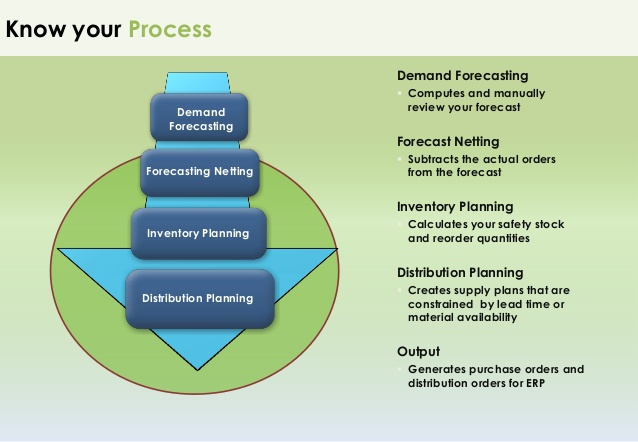 Know your Process
Demand
Forecasting
Forecasting Netting
Inventory Planning
Distribution Planning
Demand Forecasting
• Computes and manually
review your forecast
Forecast Netting
• Subtracts the actual orders
from the forecast
Inventory Planning
• Calculates your safety stock
and reorder quantities
Distribution Planning
• Creates supply plans that are
constrained by lead time or
material availability
Output
• Generates purchase orders and
distribution orders for ERP